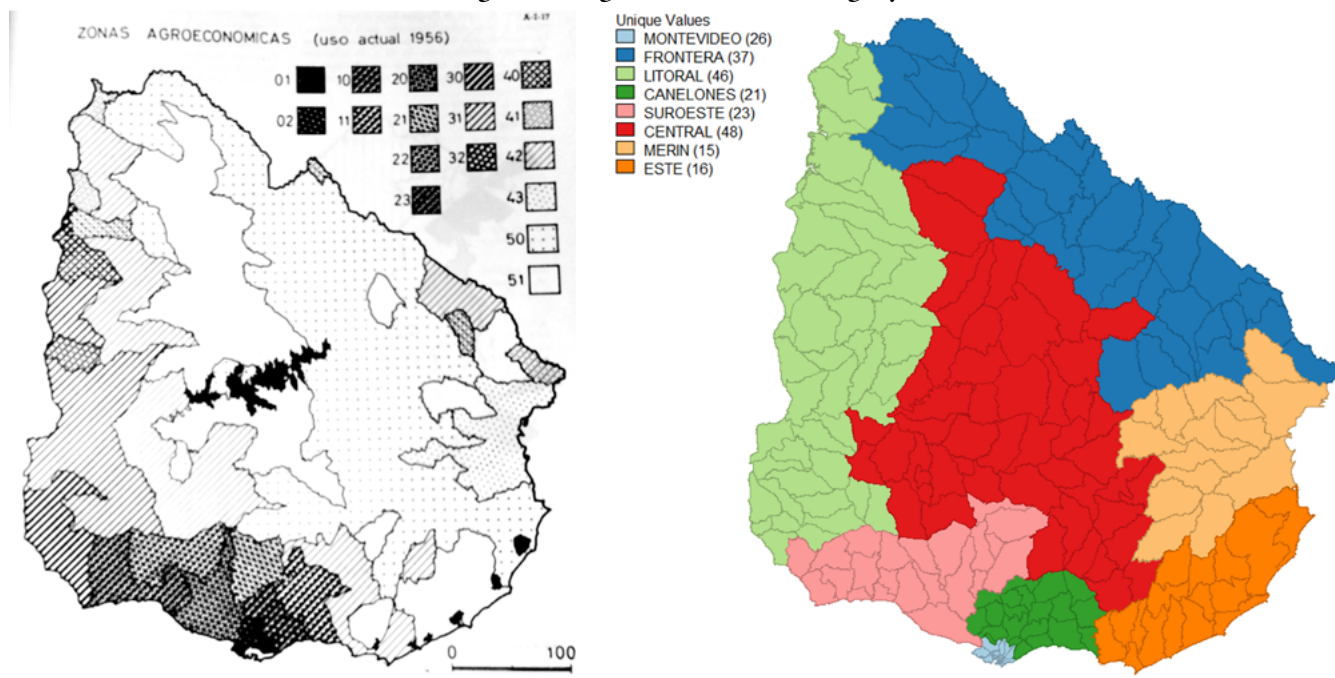 A-I-17
ZONAS AGROECONOMICAS (uso actual 1956)
01 10 20 30 40
02 11 21 31 41
22 32 42
23 43
50
51
0 100
Unique Values
MONTEVIDEO (26)
FRONTERA (37)
LITORAL (46)
CANELONES (21)
SUROESTE (23)
CENTRAL (48)
MERIN (15)
ESTE (16)